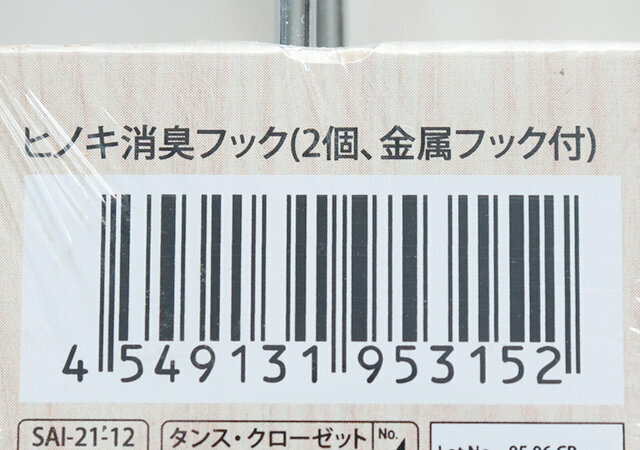 ヒノキ消臭フック(2個、金属フック付)
4 549131 953152
SAI-21-12
タンス・クローゼット
No.